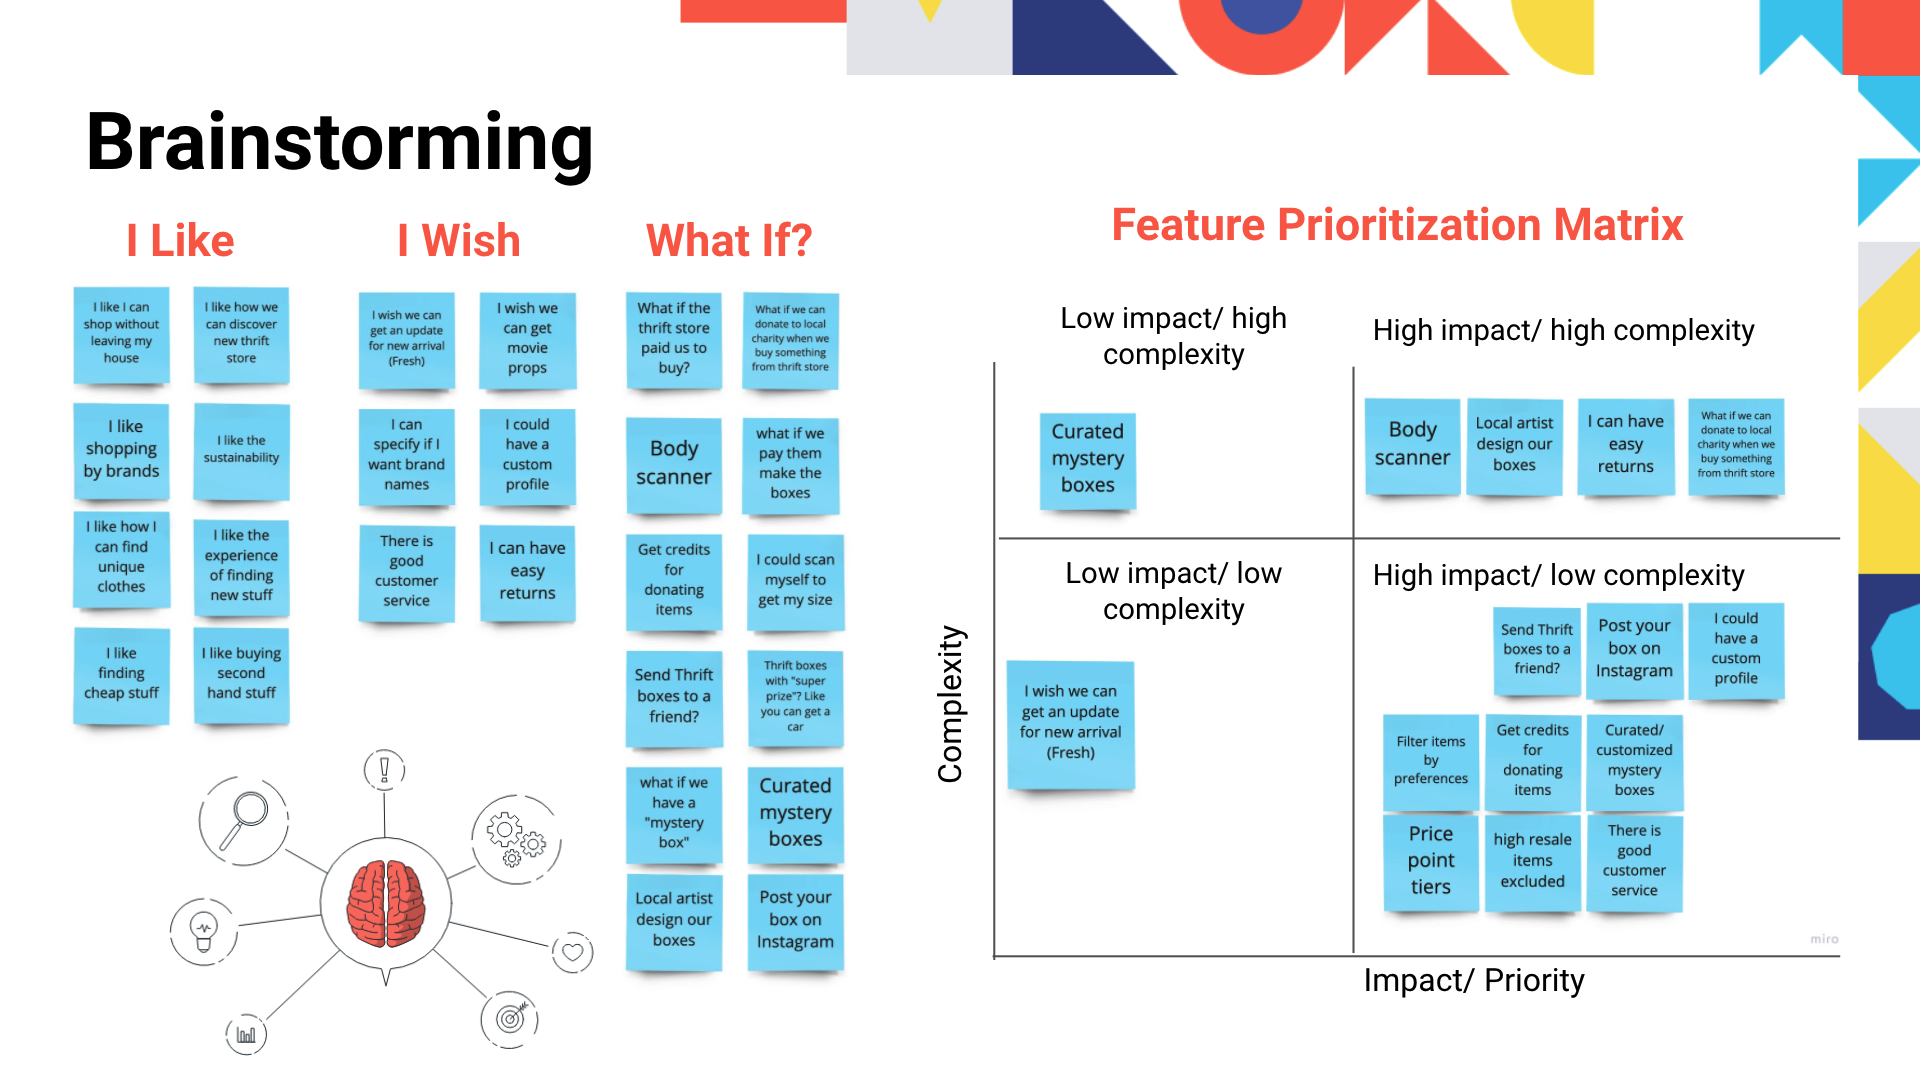 Brainstorming
I Like
I like I can
shop without
leaving my
house
I like how we
can discover
new thrift
store
I like
shopping
by brands
I like the
sustainability
I like how I
can find
unique
clothes
I like the
experience
of finding
new stuff
I like
finding
cheap stuff
I like buying
second
hand stuff
I Wish
I wish we can
get an update
for new arrival
(Fresh)
I wish we
can get
movie
props
I can
specify if I
want brand
names
I could
have a
custom
profile
There is
good
customer
service
I can have
easy
returns
What If?
What if the
thrift store
paid us to
buy?
What if we can
donate to local
charity when we
buy something
from thrift store
Body
scanner
what if we
pay them
make the
boxes
Get credits
for
donating
items
I could scan
myself to
get my size
Send Thrift
boxes to a
friend?
Thrift boxes
with "super
prize"? Like
you can get a
car
what if we
have a
"mystery
box"
Curated
mystery
boxes
Local artist
design our
boxes
Post your
box on
Instagram
Feature Prioritization Matrix
Low impact/ high
complexity
Curated
mystery
boxes
High impact/ high complexity
Body
scanner
Local artist
design our
boxes
I can have
easy
returns
What if we can
donate to local
charity when we
buy something
from thrift store
Low impact/ low
complexity
I wish we can
get an update
for new arrival
(Fresh)
High impact/ low complexity
Send Thrift
boxes to a
friend?
Post your
box on
Instagram
I could
have a
custom
profile
Filter items
by
preferences
Get credits
for
donating
items
Curated/
customized
mystery
boxes
Price
point
tiers
high resale
items
excluded
There is
good
customer
service
Complexity
miro
Impact/ Priority